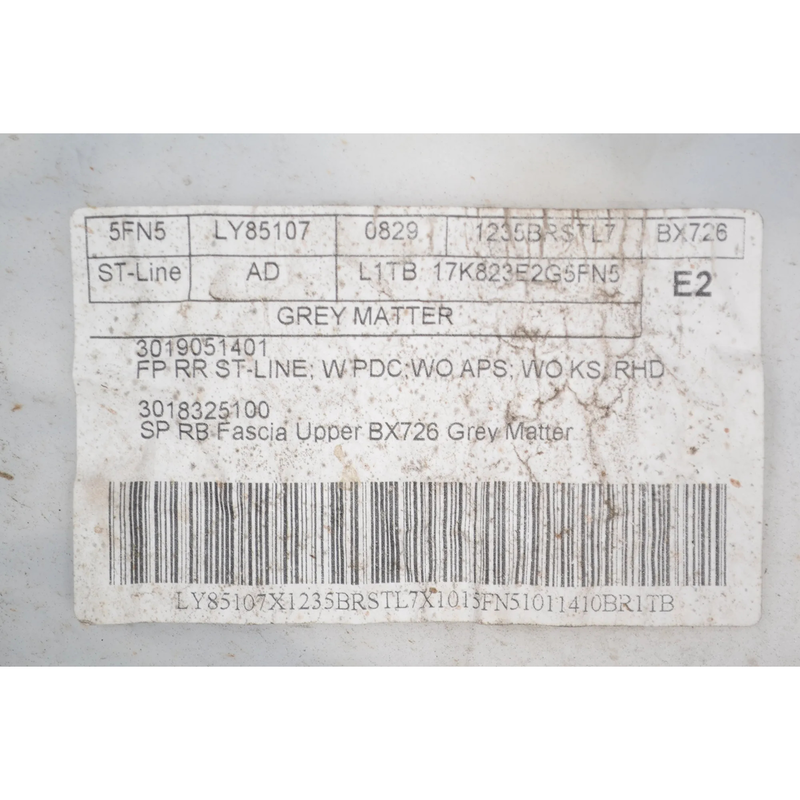 5FN5 LY85107 0829 1235BRSTL7 BX726
ST-Line AD L1TB 17K823E2G5FN5 E2
GREY MATTER
3019051401
FP RR ST-LINE; W PDC;WO APS; WO KS; RHD
3018325100
SP RB Fascia Upper BX726 Grey Matter
LY85107X1235BRSTL7X1015FN51011410BR1TB